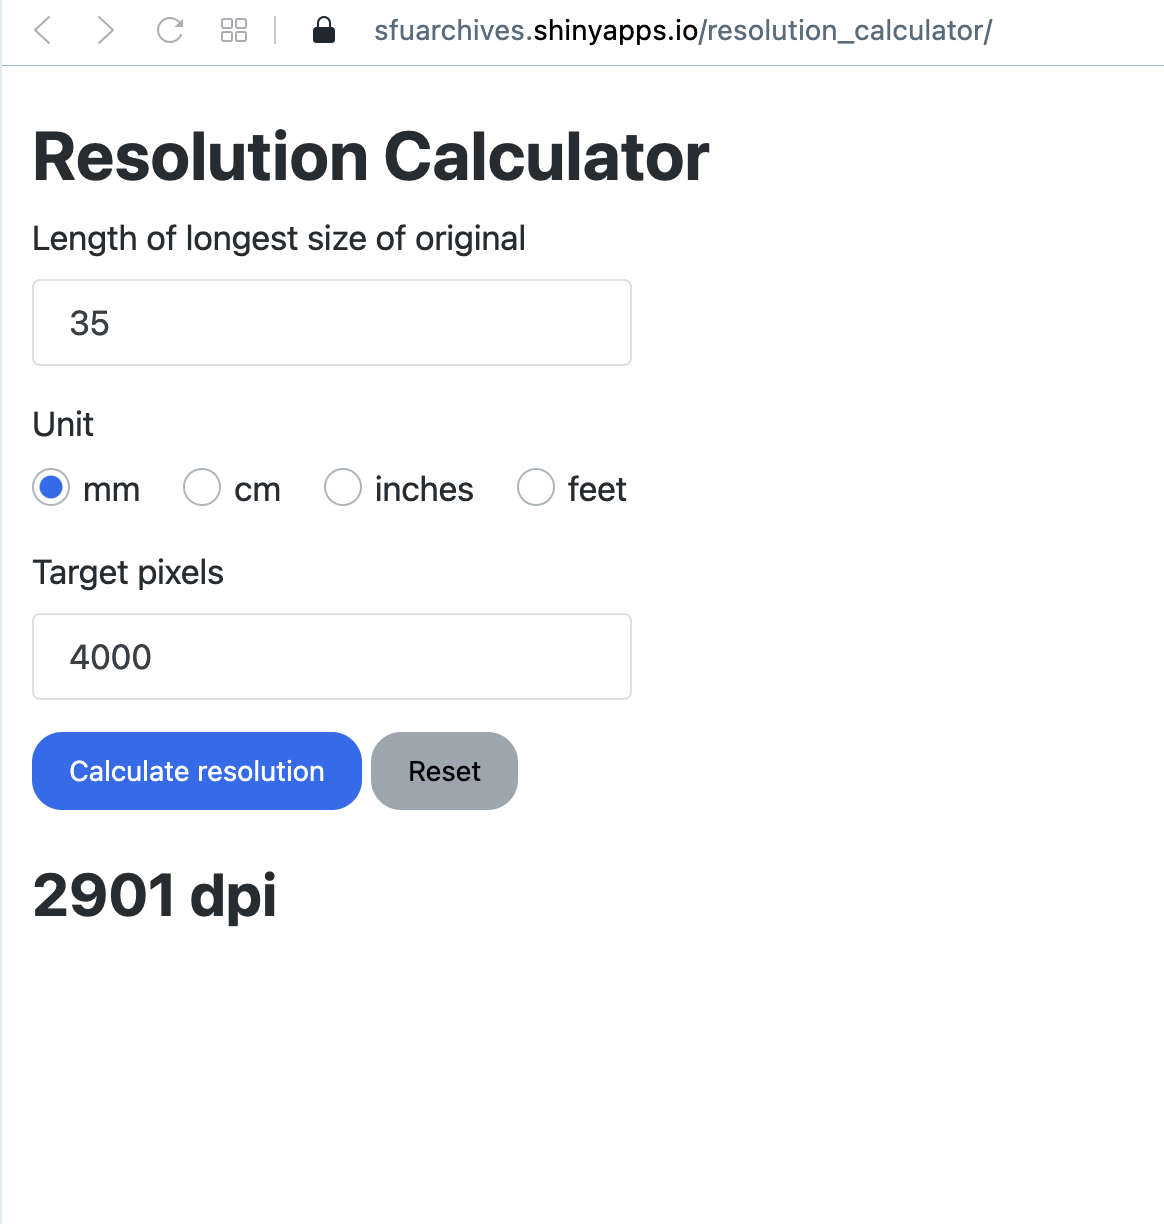 sfuarchives.shinyapps.io/resolution_calculator/
Resolution Calculator
Length of longest size of original
35
Unit
mm cm inches feet
Target pixels
4000
Calculate resolution Reset
2901 dpi